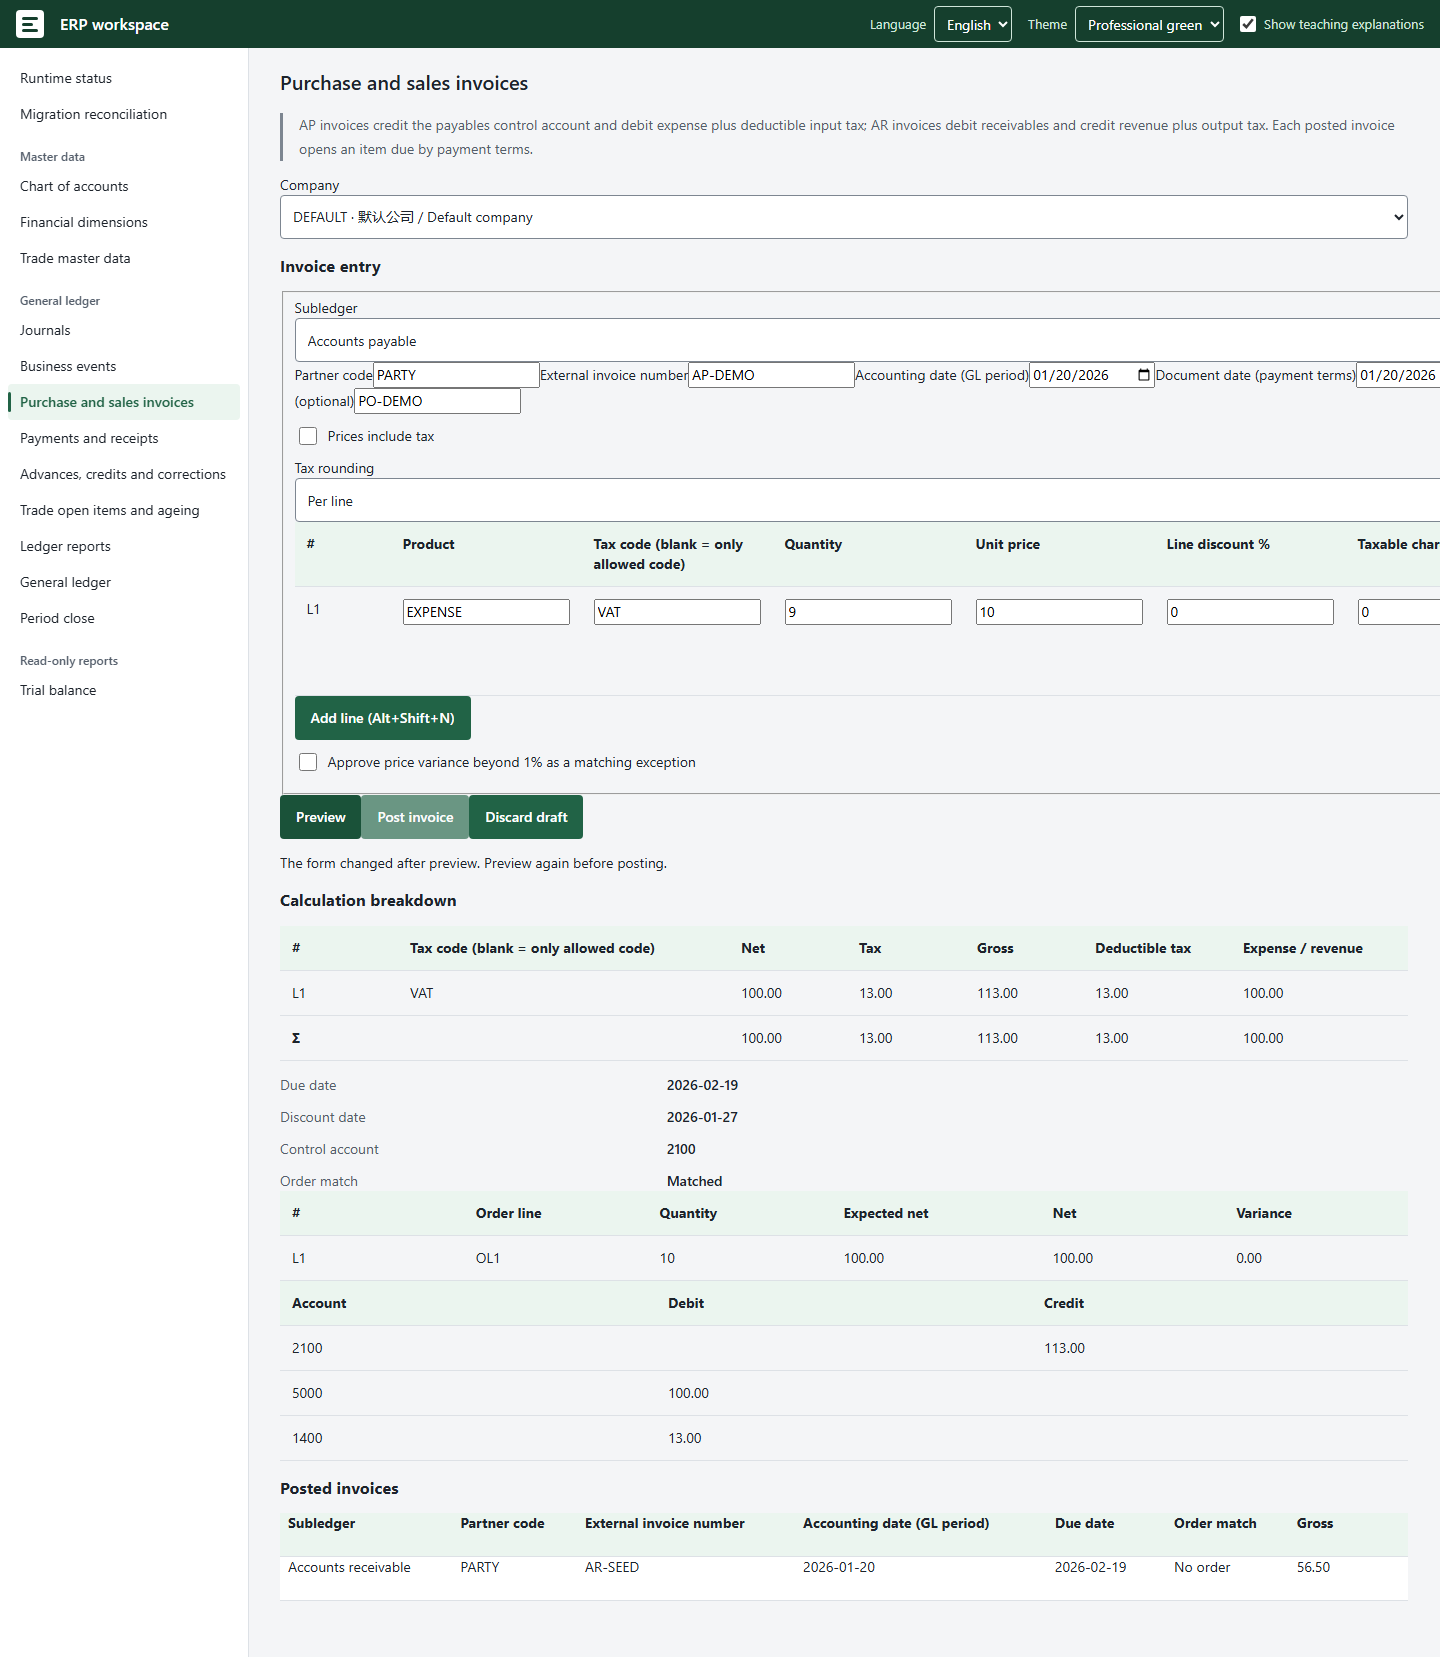 ERP workspace
Language English Theme Professional green Show teaching explanations
Runtime status
Migration reconciliation
Master data
Chart of accounts
Financial dimensions
Trade master data
General ledger
Journals
Business events
Purchase and sales invoices
Payments and receipts
Advances, credits and corrections
Trade open items and ageing
Ledger reports
General ledger
Period close
Read-only reports
Trial balance
Purchase and sales invoices
AP invoices credit the payables control account and debit expense plus deductible input tax; AR invoices debit receivables and credit revenue plus output tax. Each posted invoice
opens an item due by payment terms.
Company
DEFAULT · 默认公司 / Default company
Invoice entry
Subledger
Accounts payable
Partner code PARTY External invoice number AP-DEMO Accounting date (GL period) 01/20/2026 Document date (payment terms) 01/20/2026
(optional) PO-DEMO
Prices include tax
Tax rounding
Per line
# Product Tax code (blank = only allowed code) Quantity Unit price Line discount % Taxable char
L1 EXPENSE VAT 9 10 0 0
Add line (Alt+Shift+N)
Approve price variance beyond 1% as a matching exception
Preview Post invoice Discard draft
The form changed after preview. Preview again before posting.
Calculation breakdown
# Tax code (blank = only allowed code) Net Tax Gross Deductible tax Expense / revenue
L1 VAT 100.00 13.00 113.00 13.00 100.00
Σ 100.00 13.00 113.00 13.00 100.00
Due date 2026-02-19
Discount date 2026-01-27
Control account 2100
Order match Matched
# Order line Quantity Expected net Net Variance
L1 OL1 10 100.00 100.00 0.00
Account Debit Credit
2100 113.00
5000 100.00
1400 13.00
Posted invoices
Subledger Partner code External invoice number Accounting date (GL period) Due date Order match Gross
Accounts receivable PARTY AR-SEED 2026-01-20 2026-02-19 No order 56.50